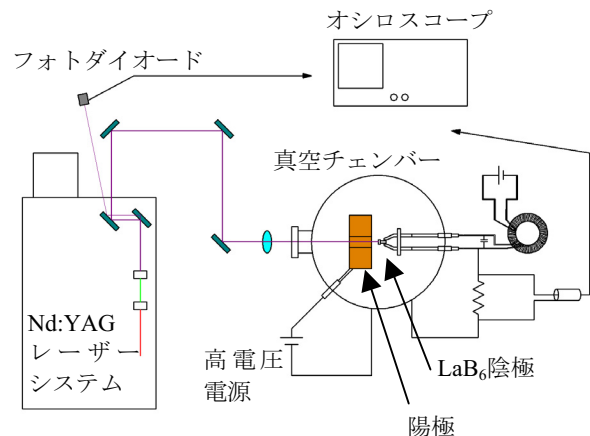 オシロスコープ
フォトダイオード
真空チェンバー
Nd:YAG
レーザー
システム
高電圧
電源
LaB₆陰極
陽極